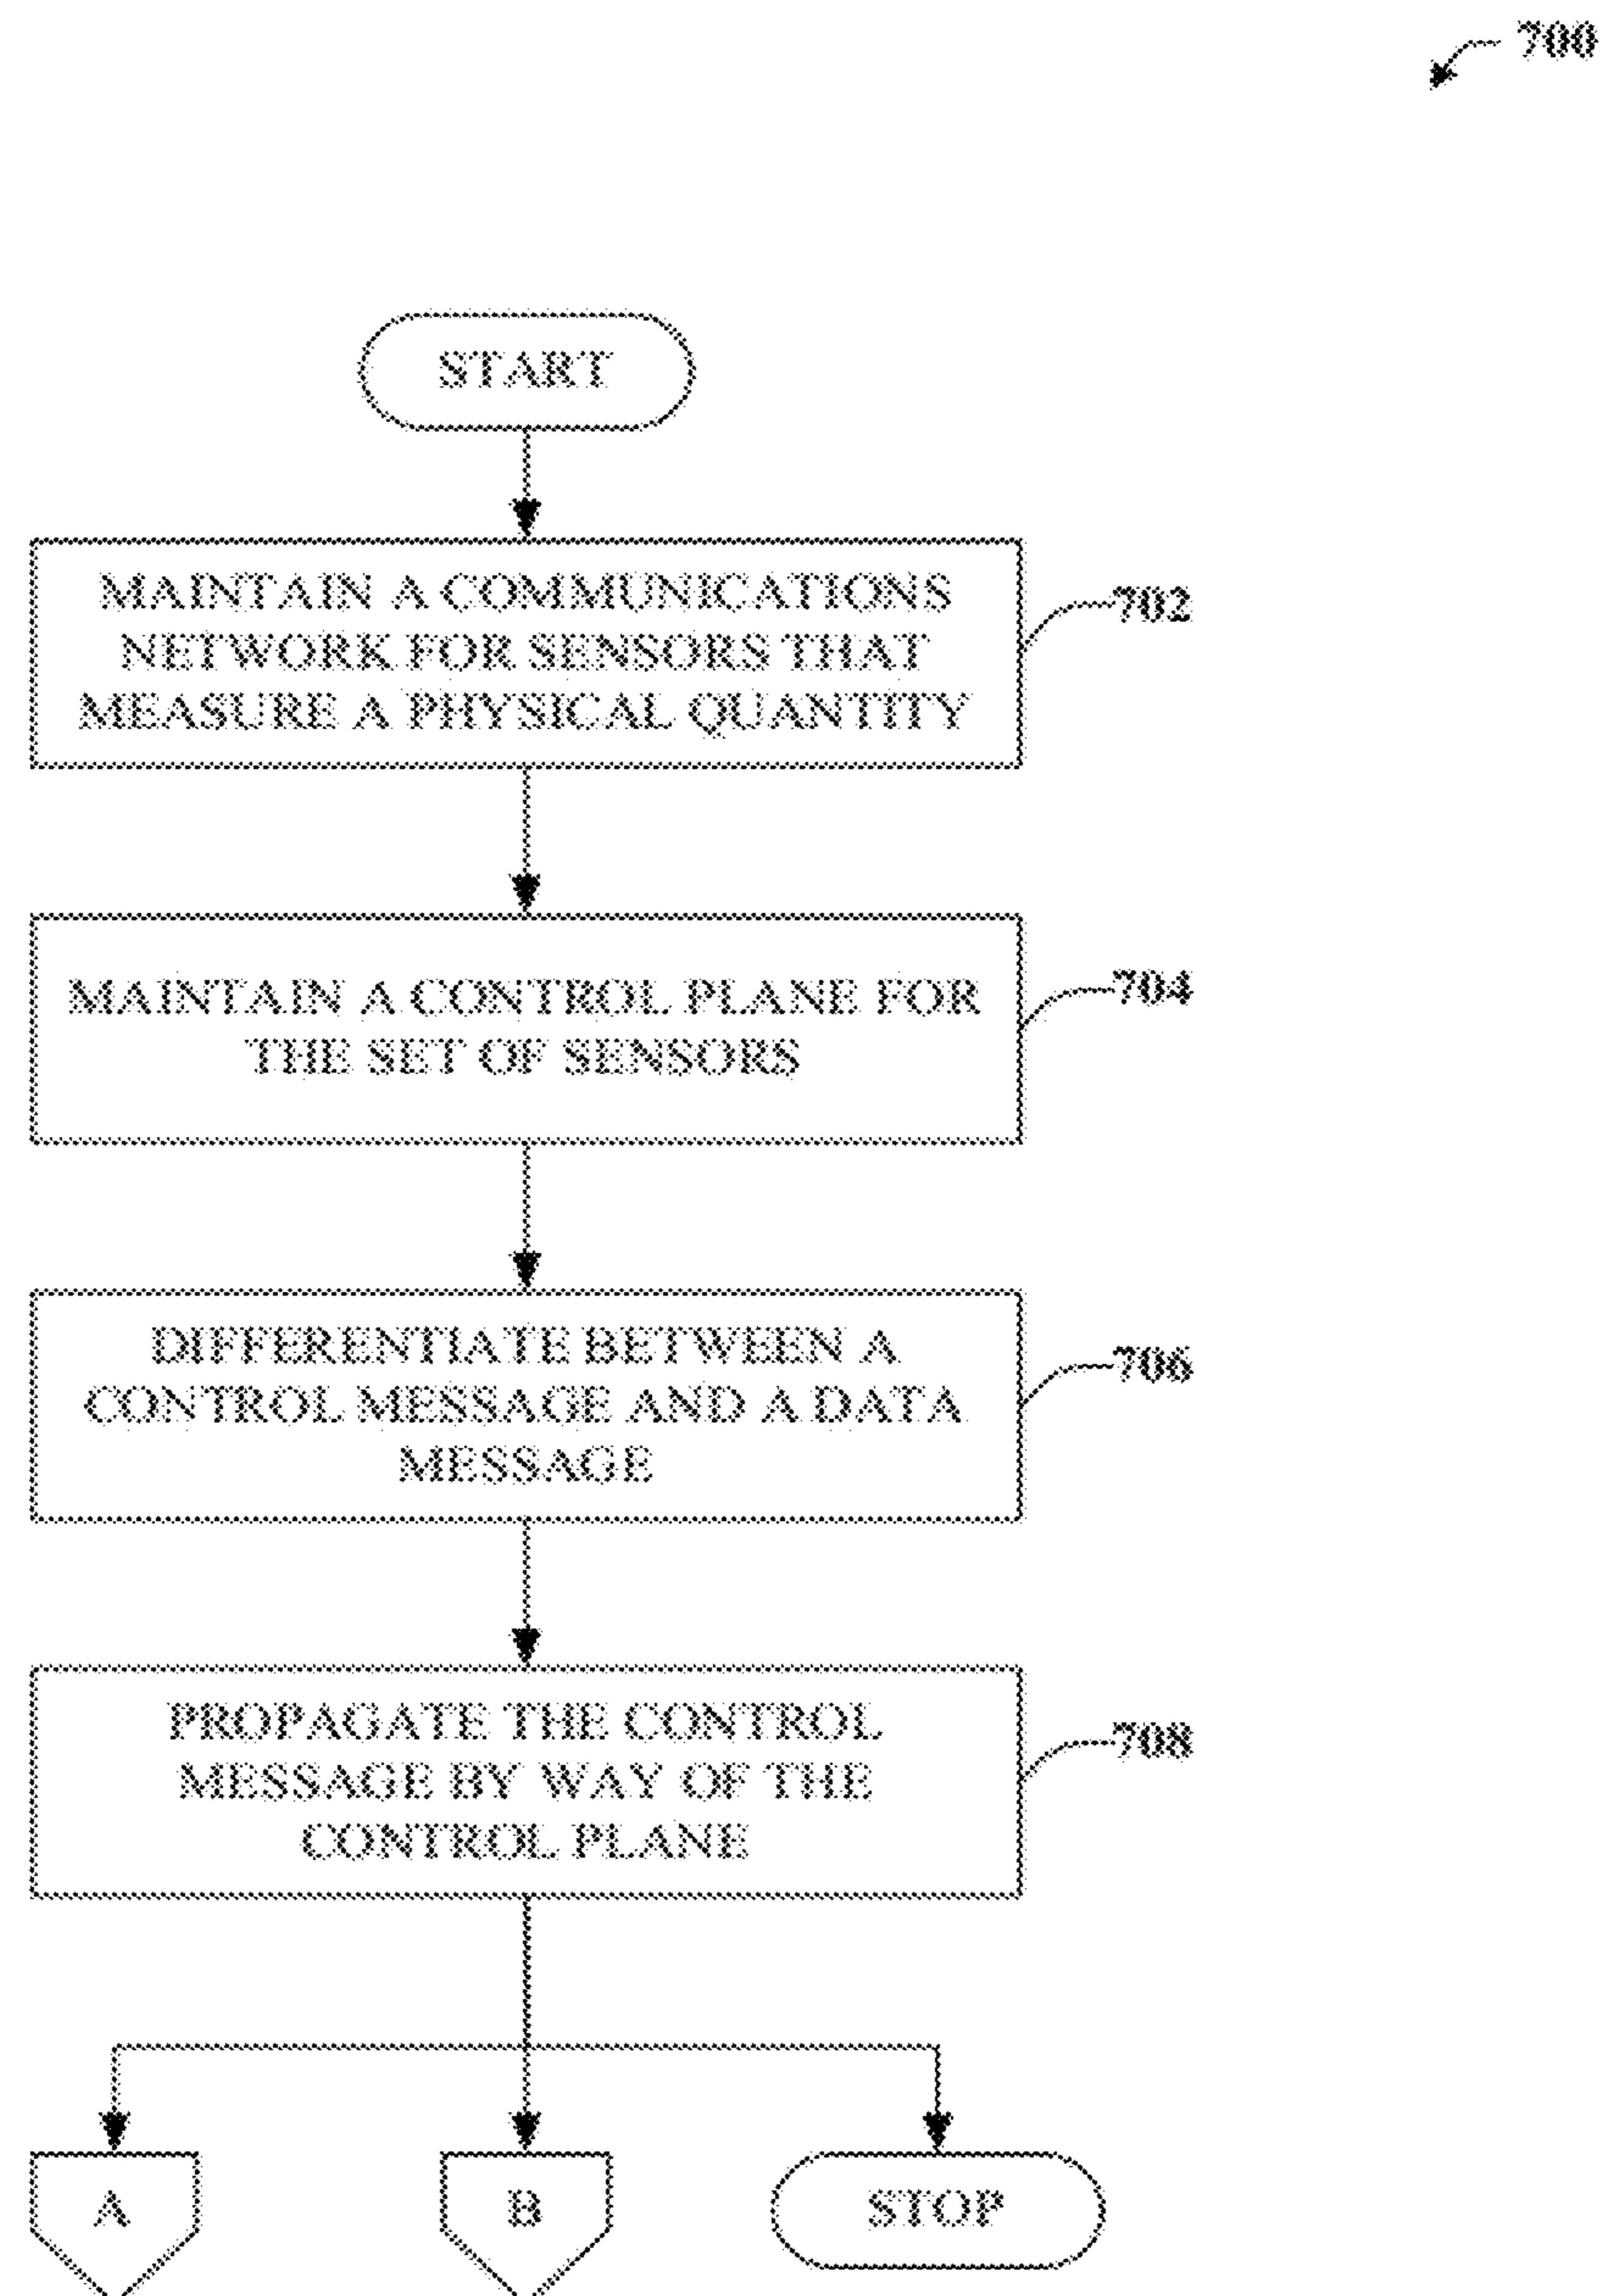 700
START
MAINTAIN A COMMUNICATIONS
NETWORK FOR SENSORS THAT
MEASURE A PHYSICAL QUANTITY
702
MAINTAIN A CONTROL PLANE FOR
THE SET OF SENSORS
704
DIFFERENTIATE BETWEEN A
CONTROL MESSAGE AND A DATA
MESSAGE
706
PROPAGATE THE CONTROL
MESSAGE BY WAY OF THE
CONTROL PLANE
708
A
B
STOP